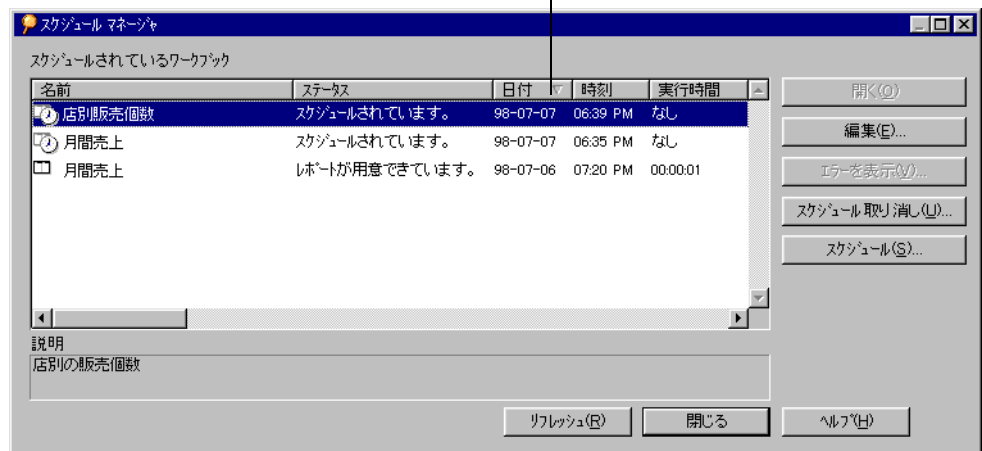 スケジュール マネージャ
スケジュールされているワークブック
名前 ステータス 日付 時刻 実行時間
店別販売個数 スケジュールされています。 98-07-07 06:39 PM なし
月間売上 スケジュールされています。 98-07-07 06:35 PM なし
月間売上 レポートが用意できています。 98-07-06 07:20 PM 00:00:01
開く(O)
編集(E)...
エラーを表示(V)...
スケジュール取り消し(U)...
スケジュール(S)...
説明
店別の販売個数
リフレッシュ(R) 閉じる ヘルプ(H)